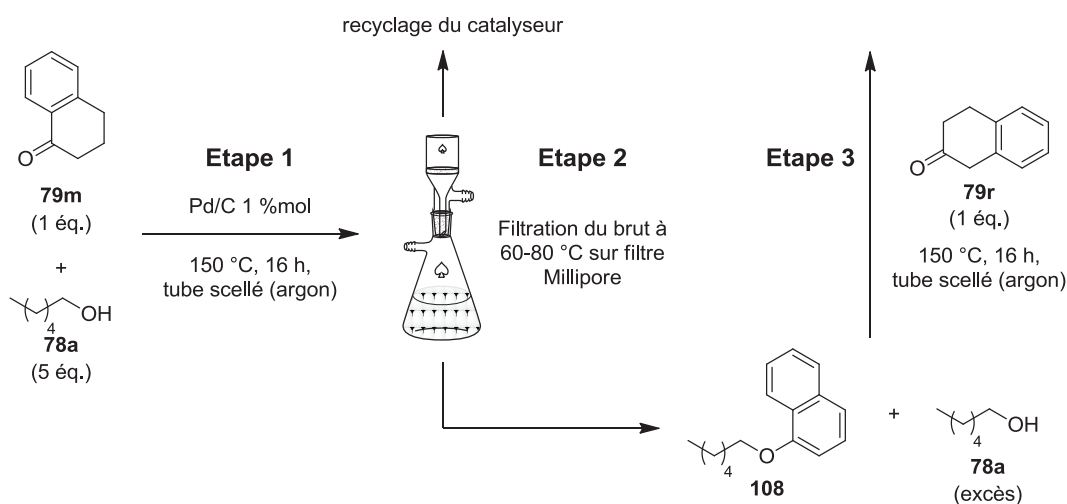 recyclage du catalyseur
O
79m
(1 éq.)
+
4
OH
78a
(5 éq.)
Etape 1
Pd/C 1 %mol
150 °C, 16 h,
tube scellé (argon)
Etape 2
Filtration du brut à
60-80 °C sur filtre
Millipore
Etape 3
O
79r
(1 éq.)
150 °C, 16 h,
tube scellé (argon)
4
O
108
+
4
OH
78a
(excès)